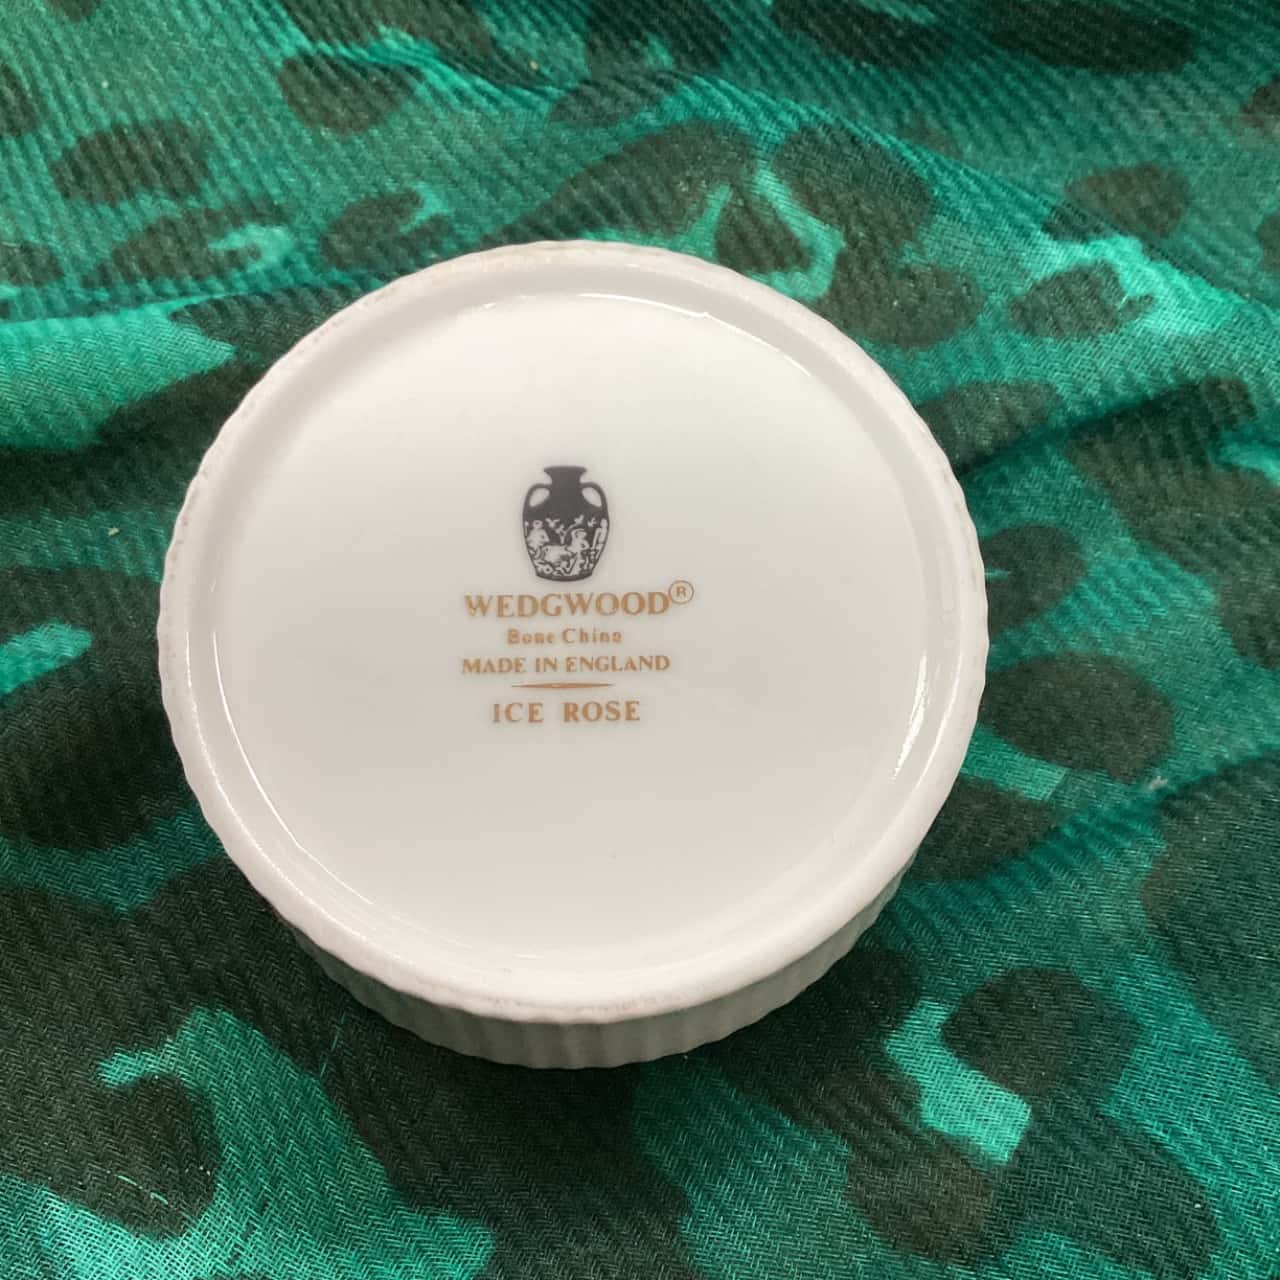 WEDGWOOD®
Bone China
MADE IN ENGLAND
ICE ROSE